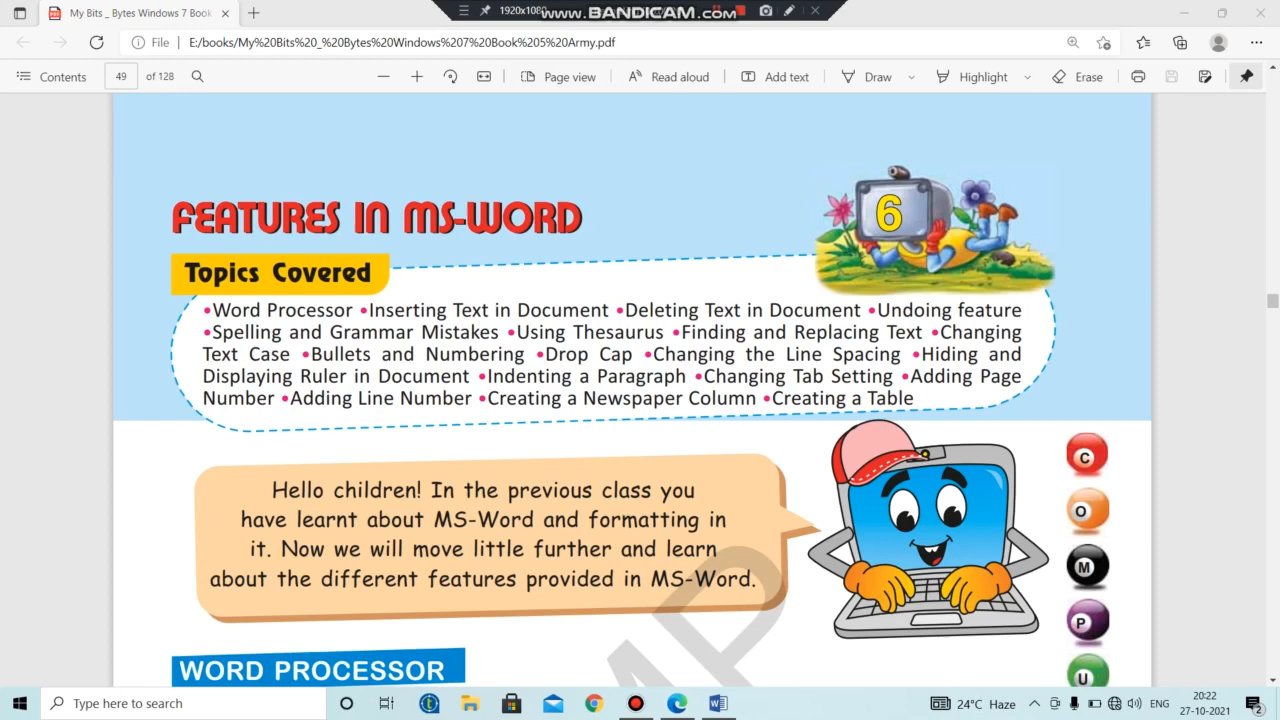 My Bits _ Bytes Windows 7 Book
1920x1080
www.BANDICAM.com
File
E:/books/My%20Bits%20_%20Bytes%20Windows%207%20Book%205%20Army.pdf
Contents
49
of 128
Page view
Read aloud
Add text
Draw
Highlight
Erase
6
FEATURES IN MS-WORD
Topics Covered
•Word Processor •Inserting Text in Document •Deleting Text in Document •Undoing feature
•Spelling and Grammar Mistakes •Using Thesaurus •Finding and Replacing Text •Changing
Text Case •Bullets and Numbering •Drop Cap •Changing the Line Spacing •Hiding and
Displaying Ruler in Document •Indenting a Paragraph •Changing Tab Setting •Adding Page
Number •Adding Line Number •Creating a Newspaper Column •Creating a Table
Hello children! In the previous class you
have learnt about MS-Word and formatting in
it. Now we will move little further and learn
about the different features provided in MS-Word.
C
O
M
P
U
WORD PROCESSOR
Type here to search
24°C Haze
ENG
20:22
27-10-2021
2